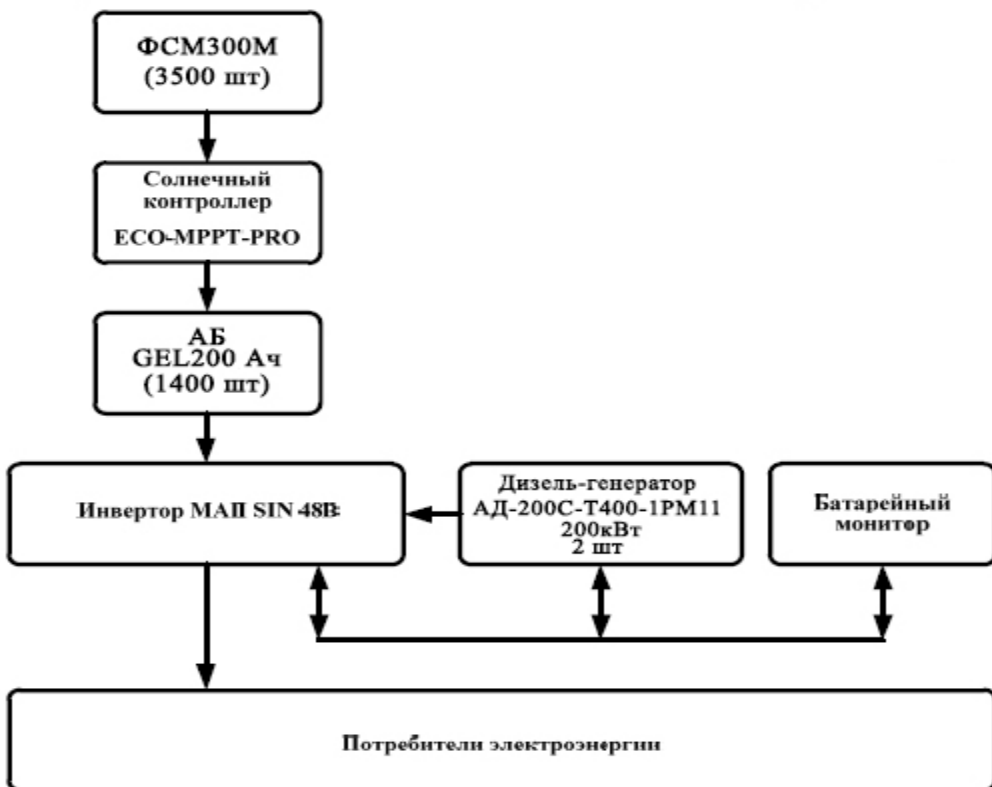 ФСМ300М
(3500 шт)
Солнечный
контроллер
ECO-MPPT-PRO
АБ
GEL200 Ач
(1400 шт)
Инвертор МАП SIN 48В
Дизель-генератор
АД-200С-Т400-1РМ11
200кВт
2 шт
Батарейный
монитор
Потребители электроэнергии